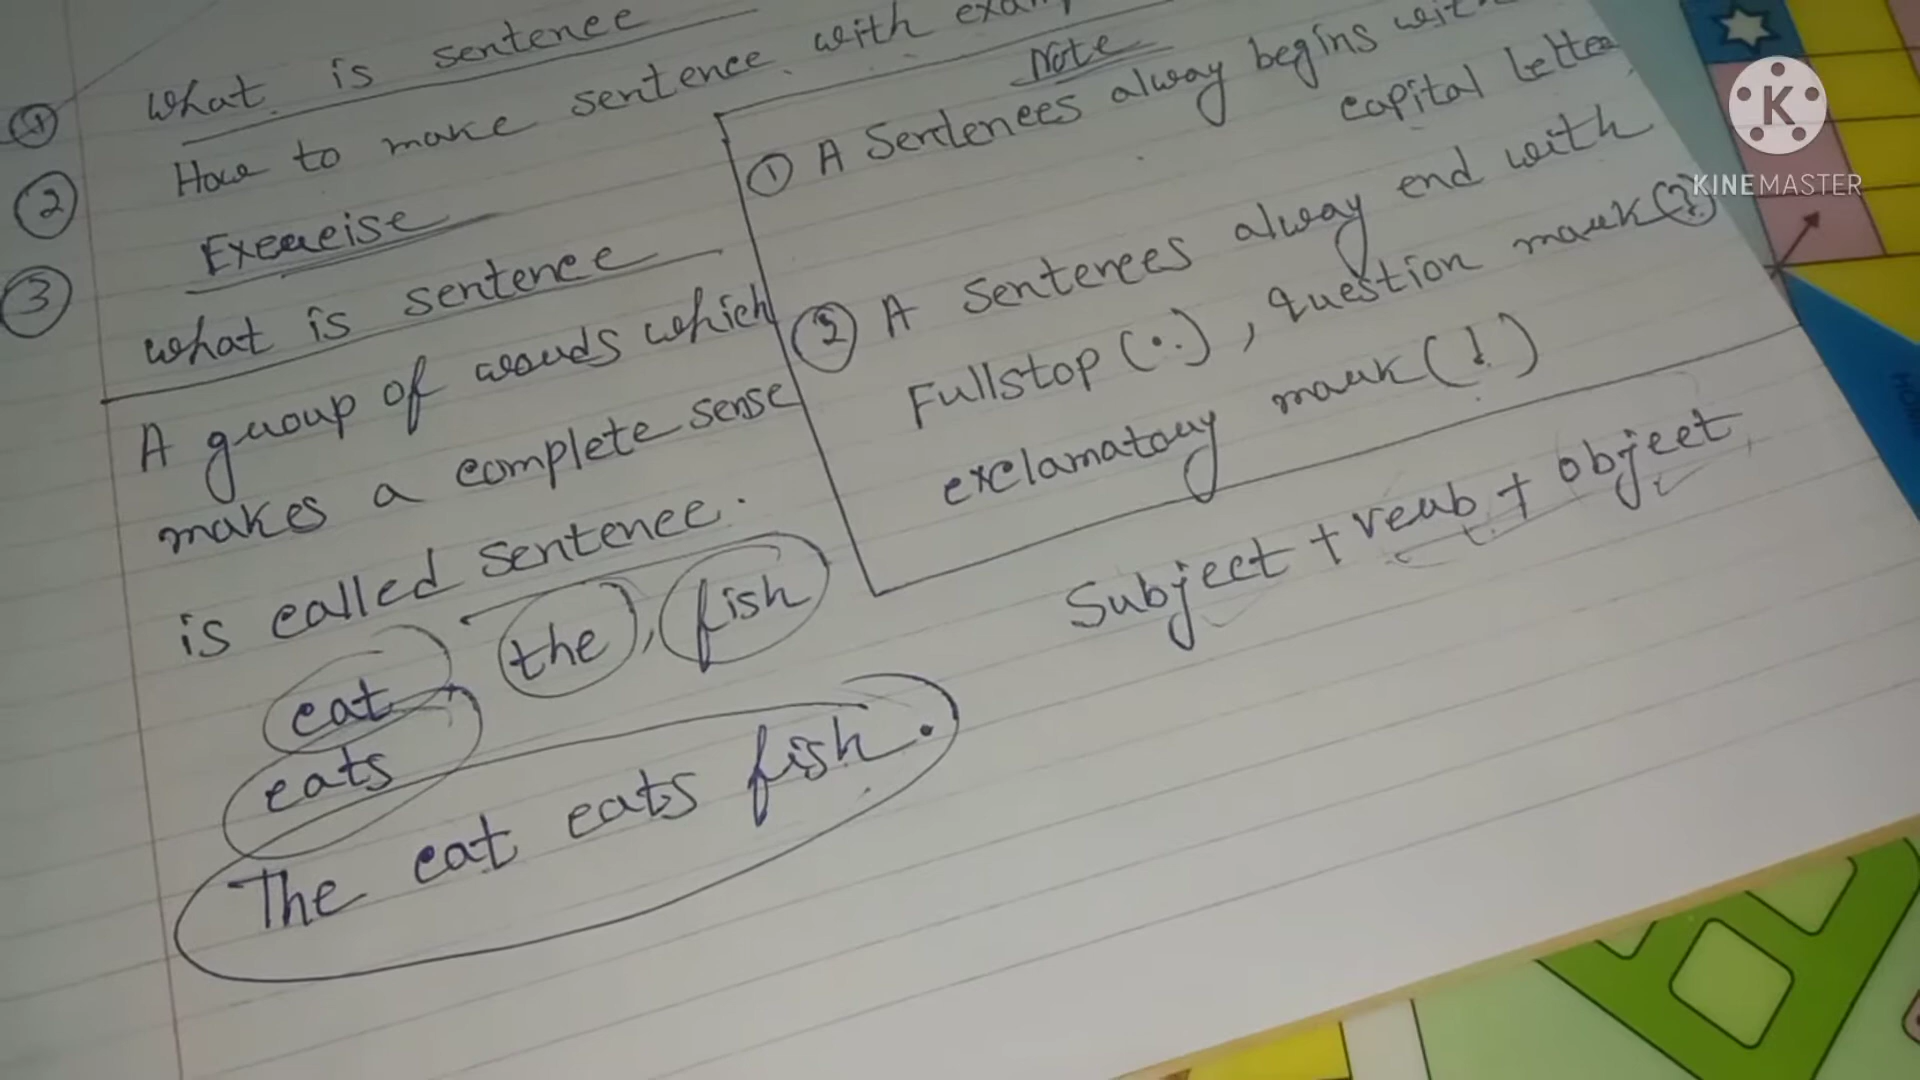 ① What is sentence
② How to make sentence with exam
③ Exercise
what is sentence
A group of words which
makes a complete sense
is called sentence.
cat the, fish
eats
The cat eats fish.
Note
① A Sentences alway begins with
capital letter
② A sentences alway end with
Fullstop (.), question mark (?)
exclamatory mark (!)
Subject + verb + object
KINEMASTER